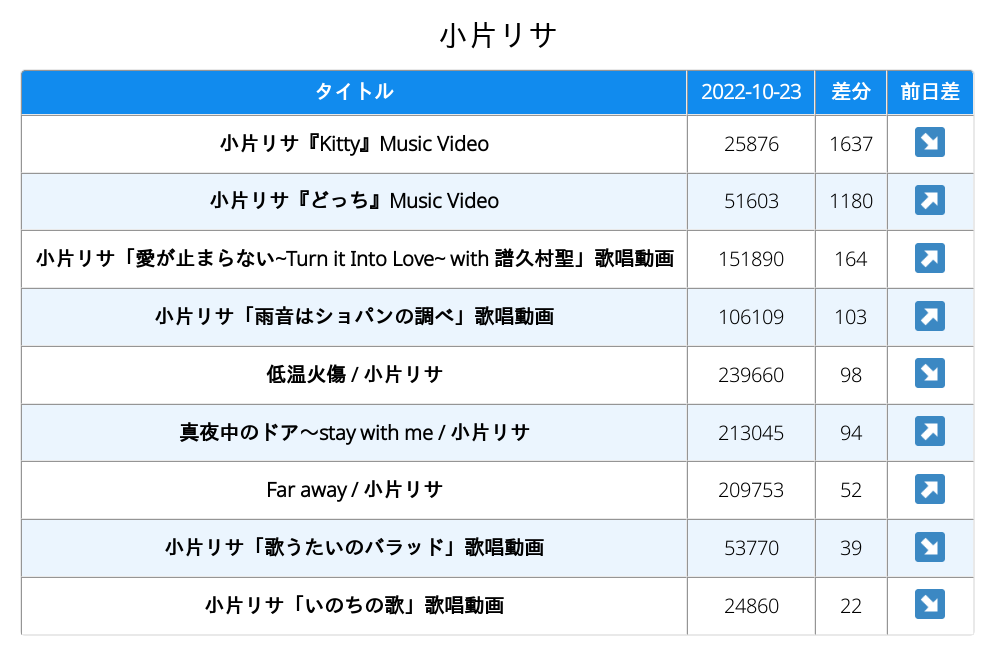 小片リサ
タイトル 2022-10-23 差分 前日差
小片リサ『Kitty』Music Video 25876 1637 ↘
小片リサ『どっち』Music Video 51603 1180 ↗
小片リサ「愛が止まらない~Turn it Into Love~ with 譜久村聖」歌唱動画 151890 164 ↗
小片リサ「雨音はショパンの調べ」歌唱動画 106109 103 ↗
低温火傷 / 小片リサ 239660 98 ↘
真夜中のドア〜stay with me / 小片リサ 213045 94 ↗
Far away / 小片リサ 209753 52 ↗
小片リサ「歌うたいのバラッド」歌唱動画 53770 39 ↘
小片リサ「いのちの歌」歌唱動画 24860 22 ↘